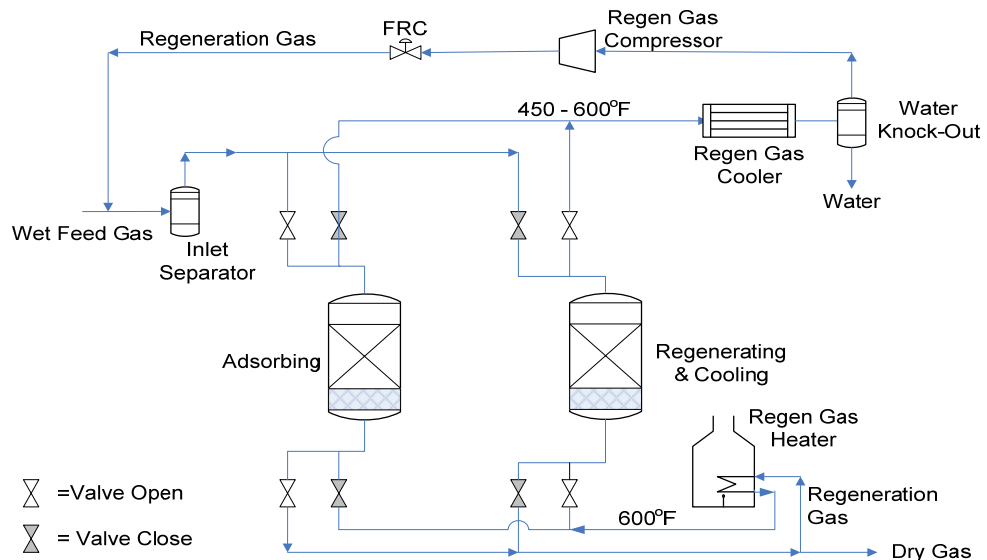 FRC
Regen Gas
Compressor
Regeneration Gas
450 - 600°F
Water
Knock-Out
Regen Gas
Cooler
Water
Wet Feed Gas
Inlet
Separator
Adsorbing
Regenerating
& Cooling
Regen Gas
Heater
=Valve Open
= Valve Close
600°F
Regeneration
Gas
Dry Gas